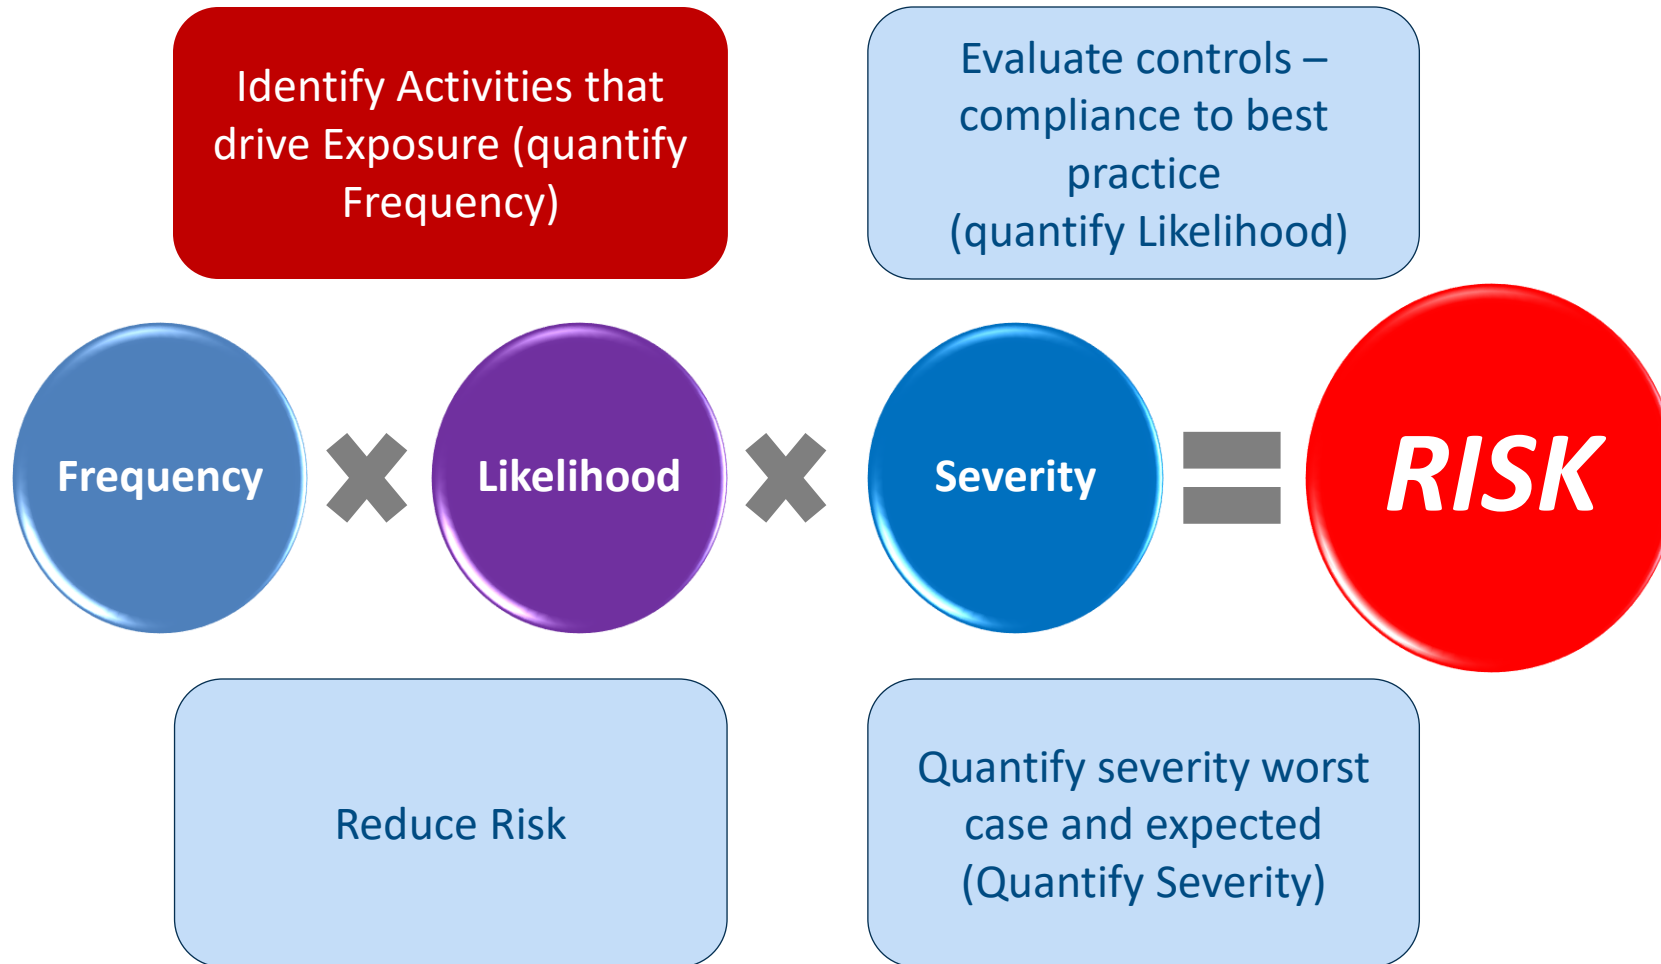 Identify Activities that
drive Exposure (quantify
Frequency)
Evaluate controls –
compliance to best
practice
(quantify Likelihood)
Frequency
Likelihood
Severity
RISK
Reduce Risk
Quantify severity worst
case and expected
(Quantify Severity)